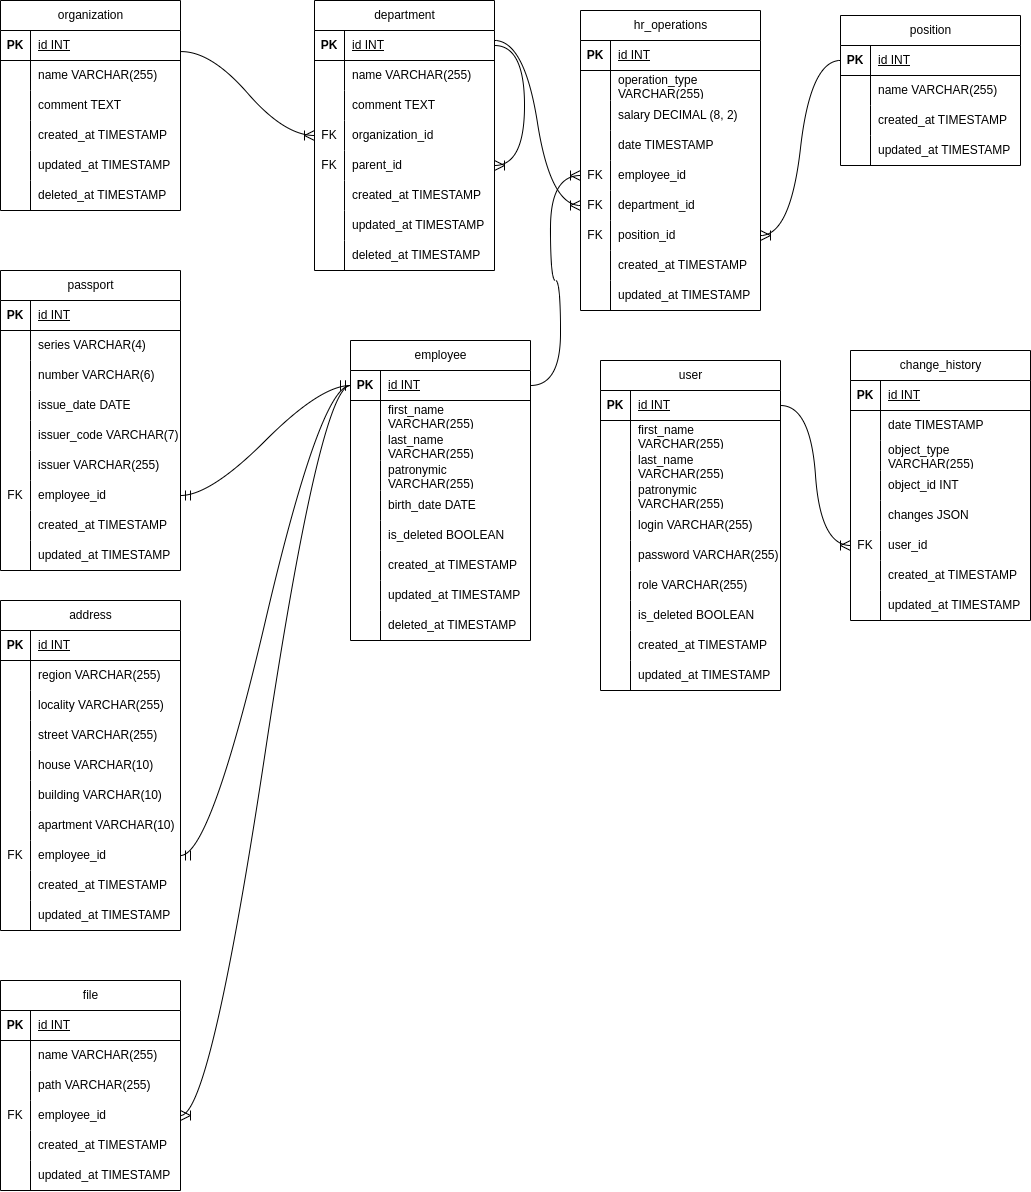 organization
PK id INT
name VARCHAR(255)
comment TEXT
created_at TIMESTAMP
updated_at TIMESTAMP
deleted_at TIMESTAMP
department
PK id INT
name VARCHAR(255)
comment TEXT
FK organization_id
FK parent_id
created_at TIMESTAMP
updated_at TIMESTAMP
deleted_at TIMESTAMP
hr_operations
PK id INT
operation_type
VARCHAR(255)
salary DECIMAL (8, 2)
date TIMESTAMP
FK employee_id
FK department_id
FK position_id
created_at TIMESTAMP
updated_at TIMESTAMP
position
PK id INT
name VARCHAR(255)
created_at TIMESTAMP
updated_at TIMESTAMP
passport
PK id INT
series VARCHAR(4)
number VARCHAR(6)
issue_date DATE
issuer_code VARCHAR(7)
issuer VARCHAR(255)
FK employee_id
created_at TIMESTAMP
updated_at TIMESTAMP
employee
PK id INT
first_name
VARCHAR(255)
last_name
VARCHAR(255)
patronymic
VARCHAR(255)
birth_date DATE
is_deleted BOOLEAN
created_at TIMESTAMP
updated_at TIMESTAMP
deleted_at TIMESTAMP
user
PK id INT
first_name
VARCHAR(255)
last_name
VARCHAR(255)
patronymic
VARCHAR(255)
login VARCHAR(255)
password VARCHAR(255)
role VARCHAR(255)
is_deleted BOOLEAN
created_at TIMESTAMP
updated_at TIMESTAMP
change_history
PK id INT
date TIMESTAMP
object_type
VARCHAR(255)
object_id INT
changes JSON
FK user_id
created_at TIMESTAMP
updated_at TIMESTAMP
address
PK id INT
region VARCHAR(255)
locality VARCHAR(255)
street VARCHAR(255)
house VARCHAR(10)
building VARCHAR(10)
apartment VARCHAR(10)
FK employee_id
created_at TIMESTAMP
updated_at TIMESTAMP
file
PK id INT
name VARCHAR(255)
path VARCHAR(255)
FK employee_id
created_at TIMESTAMP
updated_at TIMESTAMP